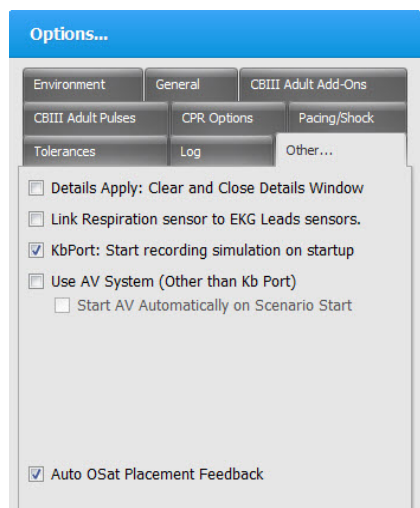 Options...
Environment General CBIII Adult Add-Ons
CBIII Adult Pulses CPR Options Pacing/Shock
Tolerances Log Other...
Details Apply: Clear and Close Details Window
Link Respiration sensor to EKG Leads sensors.
KbPort: Start recording simulation on startup
Use AV System (Other than Kb Port)
Start AV Automatically on Scenario Start
Auto OSat Placement Feedback